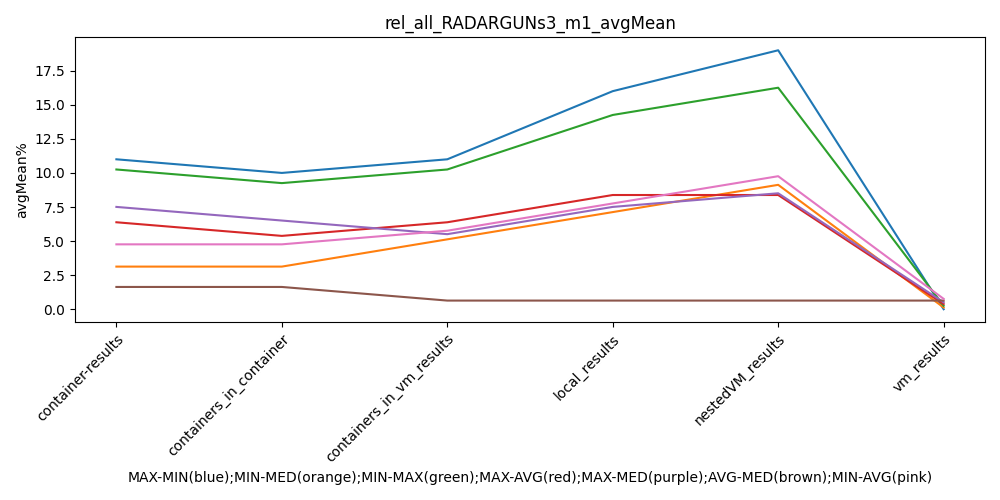 rel_all_RADARGUNs3_m1_avgMean
avgMean%
17.5
15.0
12.5
10.0
7.5
5.0
2.5
0.0
container-results
containers_in_container
containers_in_vm_results
local_results
nestedVM_results
vm_results
MAX-MIN(blue);MIN-MED(orange);MIN-MAX(green);MAX-AVG(red);MAX-MED(purple);AVG-MED(brown);MIN-AVG(pink)